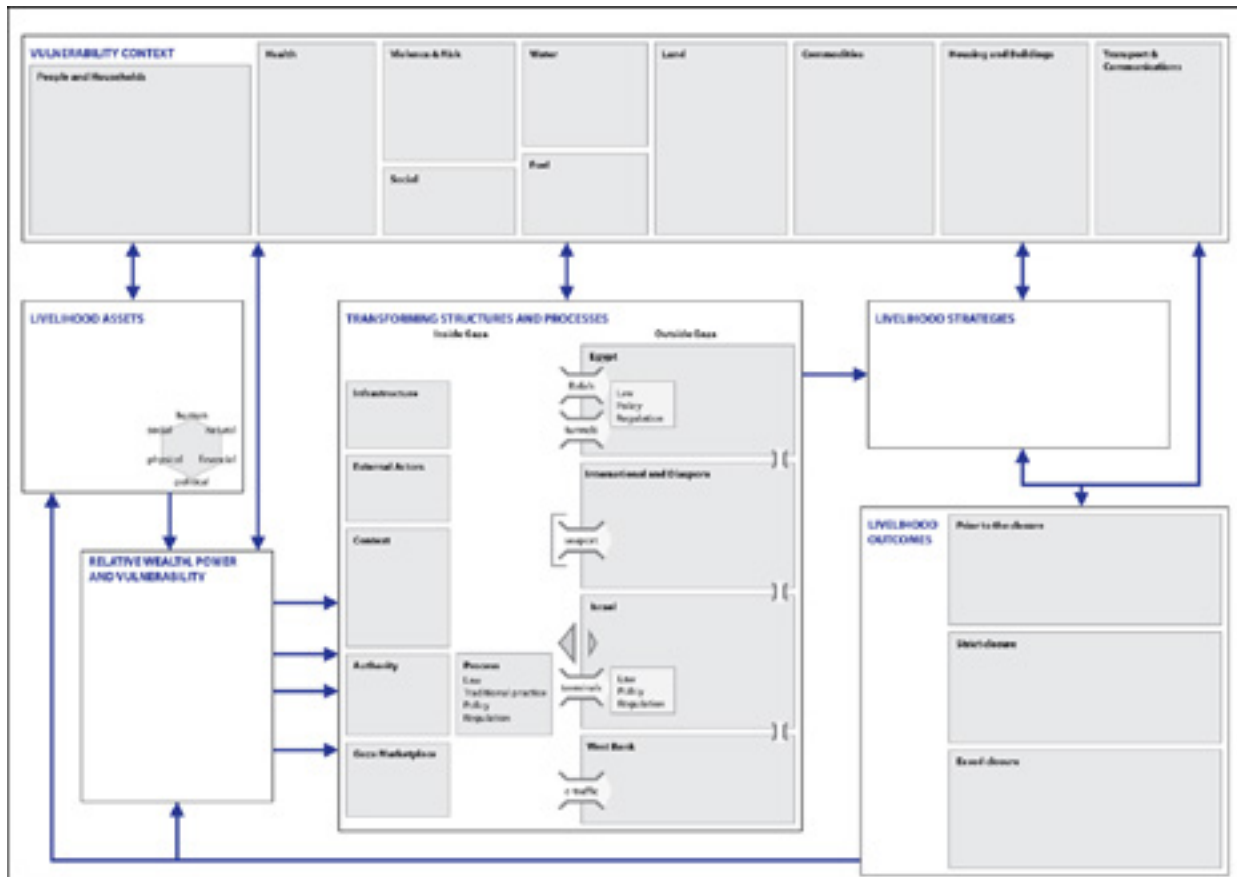 VULNERABILITY CONTEXT
People and Households
Health
Violence & Risk
Social
Water
Fuel
Land
Commodities
Housing and Buildings
Transport &
Communications
LIVELIHOOD ASSETS
human
social
natural
physical
financial
political
RELATIVE WEALTH, POWER
AND VULNERABILITY
TRANSFORMING STRUCTURES AND PROCESSES
Inside Gaza
Outside Gaza
Infrastructure
External Actors
Context
Authority
Gaza Marketplace
Process
Law
Traditional practice
Policy
Regulation
Egypt
Rafah
tunnels
Law
Policy
Regulation
International and Diaspora
seaport
Israel
terminals
Law
Policy
Regulation
West Bank
e-traffic
LIVELIHOOD STRATEGIES
LIVELIHOOD
OUTCOMES
Prior to the closure
Strict closure
Eased closure